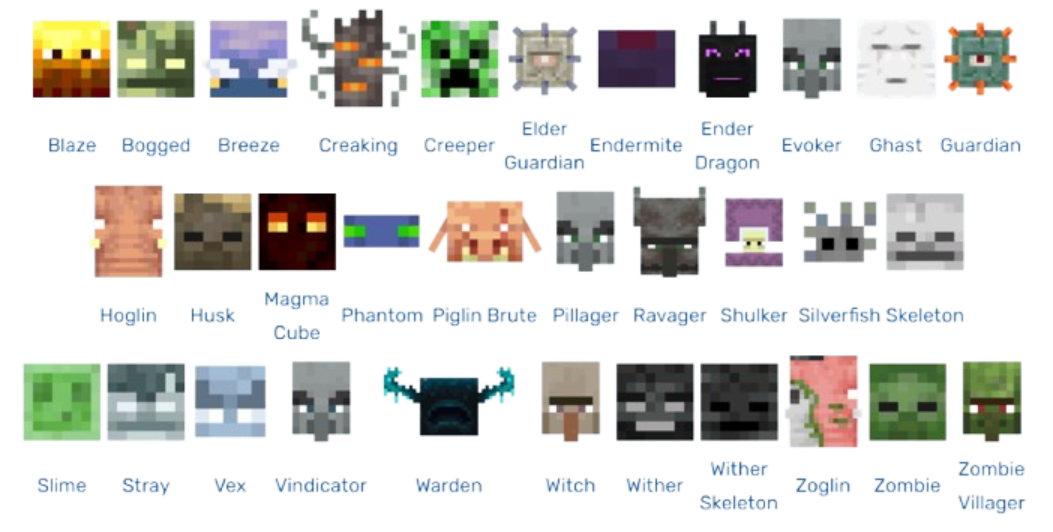 Blaze Bogged Breeze Creaking Creeper Elder Guardian Endermite Ender Dragon Evoker Ghast Guardian
Hoglin Husk Magma Cube Phantom Piglin Brute Pillager Ravager Shulker Silverfish Skeleton
Slime Stray Vex Vindicator Warden Witch Wither Wither Skeleton Zoglin Zombie Zombie Villager